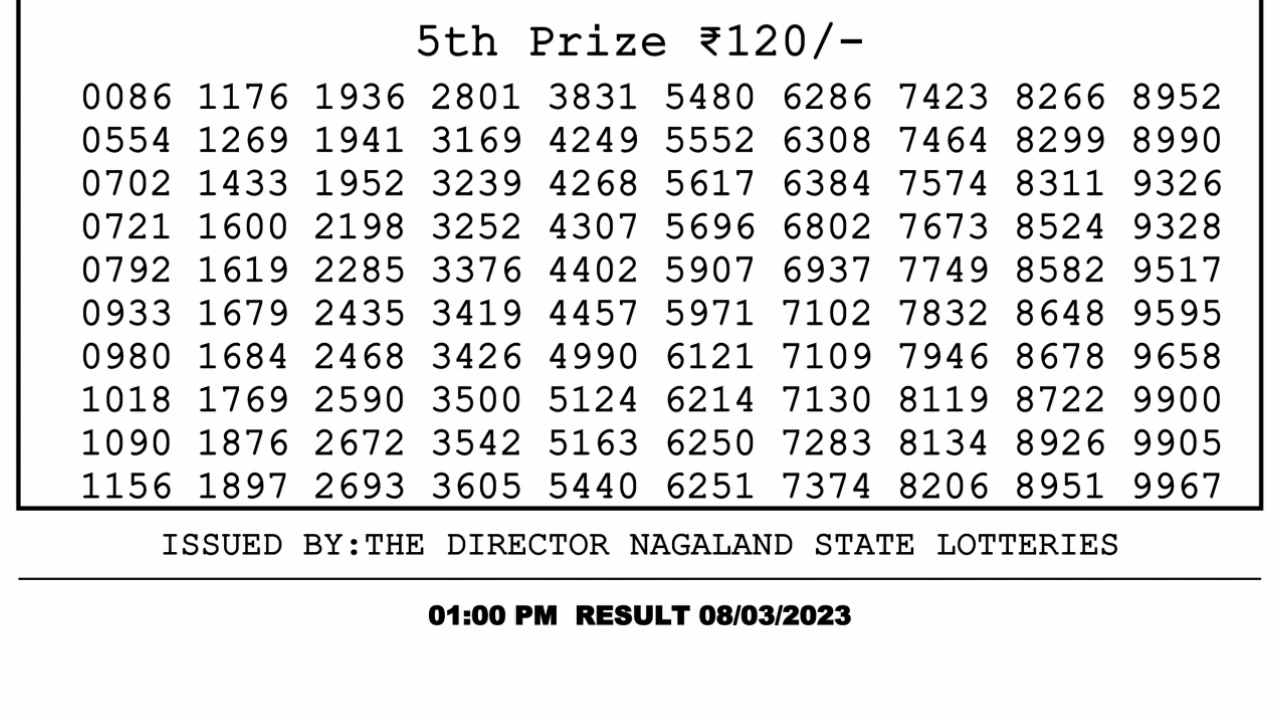 5th Prize ₹120/-
0086 1176 1936 2801 3831 5480 6286 7423 8266 8952
0554 1269 1941 3169 4249 5552 6308 7464 8299 8990
0702 1433 1952 3239 4268 5617 6384 7574 8311 9326
0721 1600 2198 3252 4307 5696 6802 7673 8524 9328
0792 1619 2285 3376 4402 5907 6937 7749 8582 9517
0933 1679 2435 3419 4457 5971 7102 7832 8648 9595
0980 1684 2468 3426 4990 6121 7109 7946 8678 9658
1018 1769 2590 3500 5124 6214 7130 8119 8722 9900
1090 1876 2672 3542 5163 6250 7283 8134 8926 9905
1156 1897 2693 3605 5440 6251 7374 8206 8951 9967
ISSUED BY:THE DIRECTOR NAGALAND STATE LOTTERIES
01:00 PM RESULT 08/03/2023